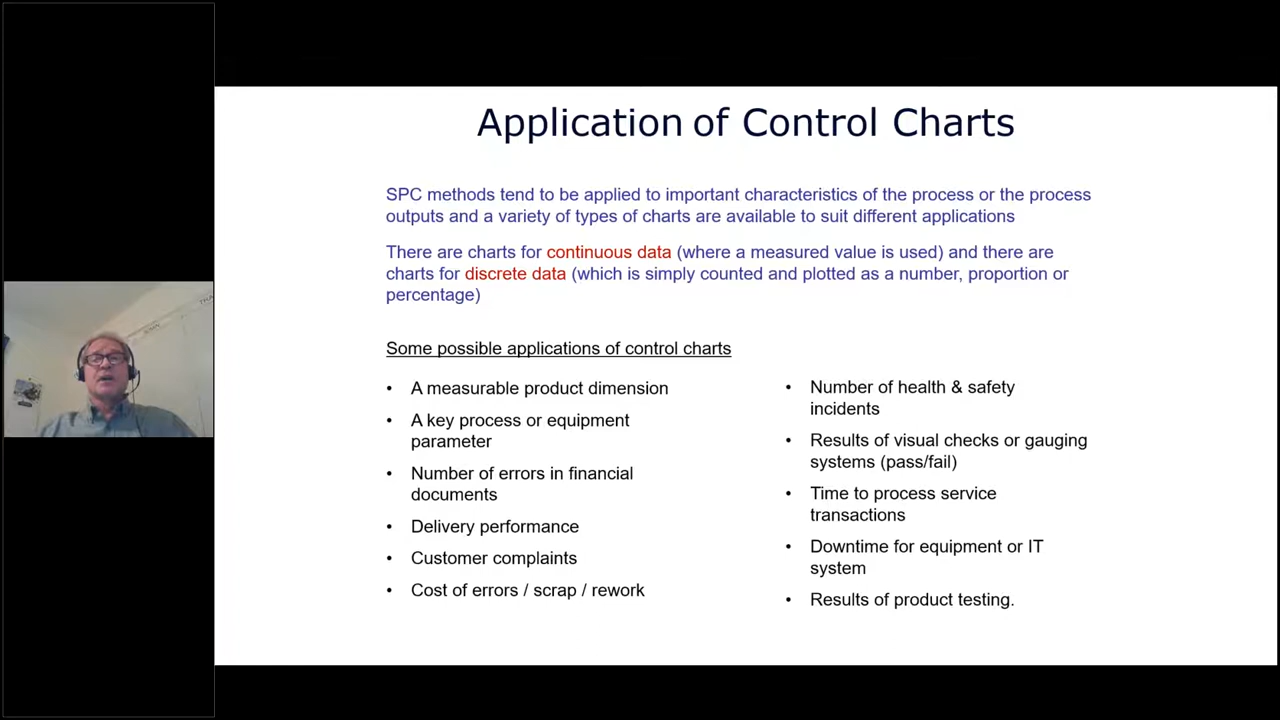 Application of Control Charts
SPC methods tend to be applied to important characteristics of the process or the process
outputs and a variety of types of charts are available to suit different applications
There are charts for continuous data (where a measured value is used) and there are
charts for discrete data (which is simply counted and plotted as a number, proportion or
percentage)
Some possible applications of control charts
• A measurable product dimension
• A key process or equipment
parameter
• Number of errors in financial
documents
• Delivery performance
• Customer complaints
• Cost of errors / scrap / rework
• Number of health & safety
incidents
• Results of visual checks or gauging
systems (pass/fail)
• Time to process service
transactions
• Downtime for equipment or IT
system
• Results of product testing.